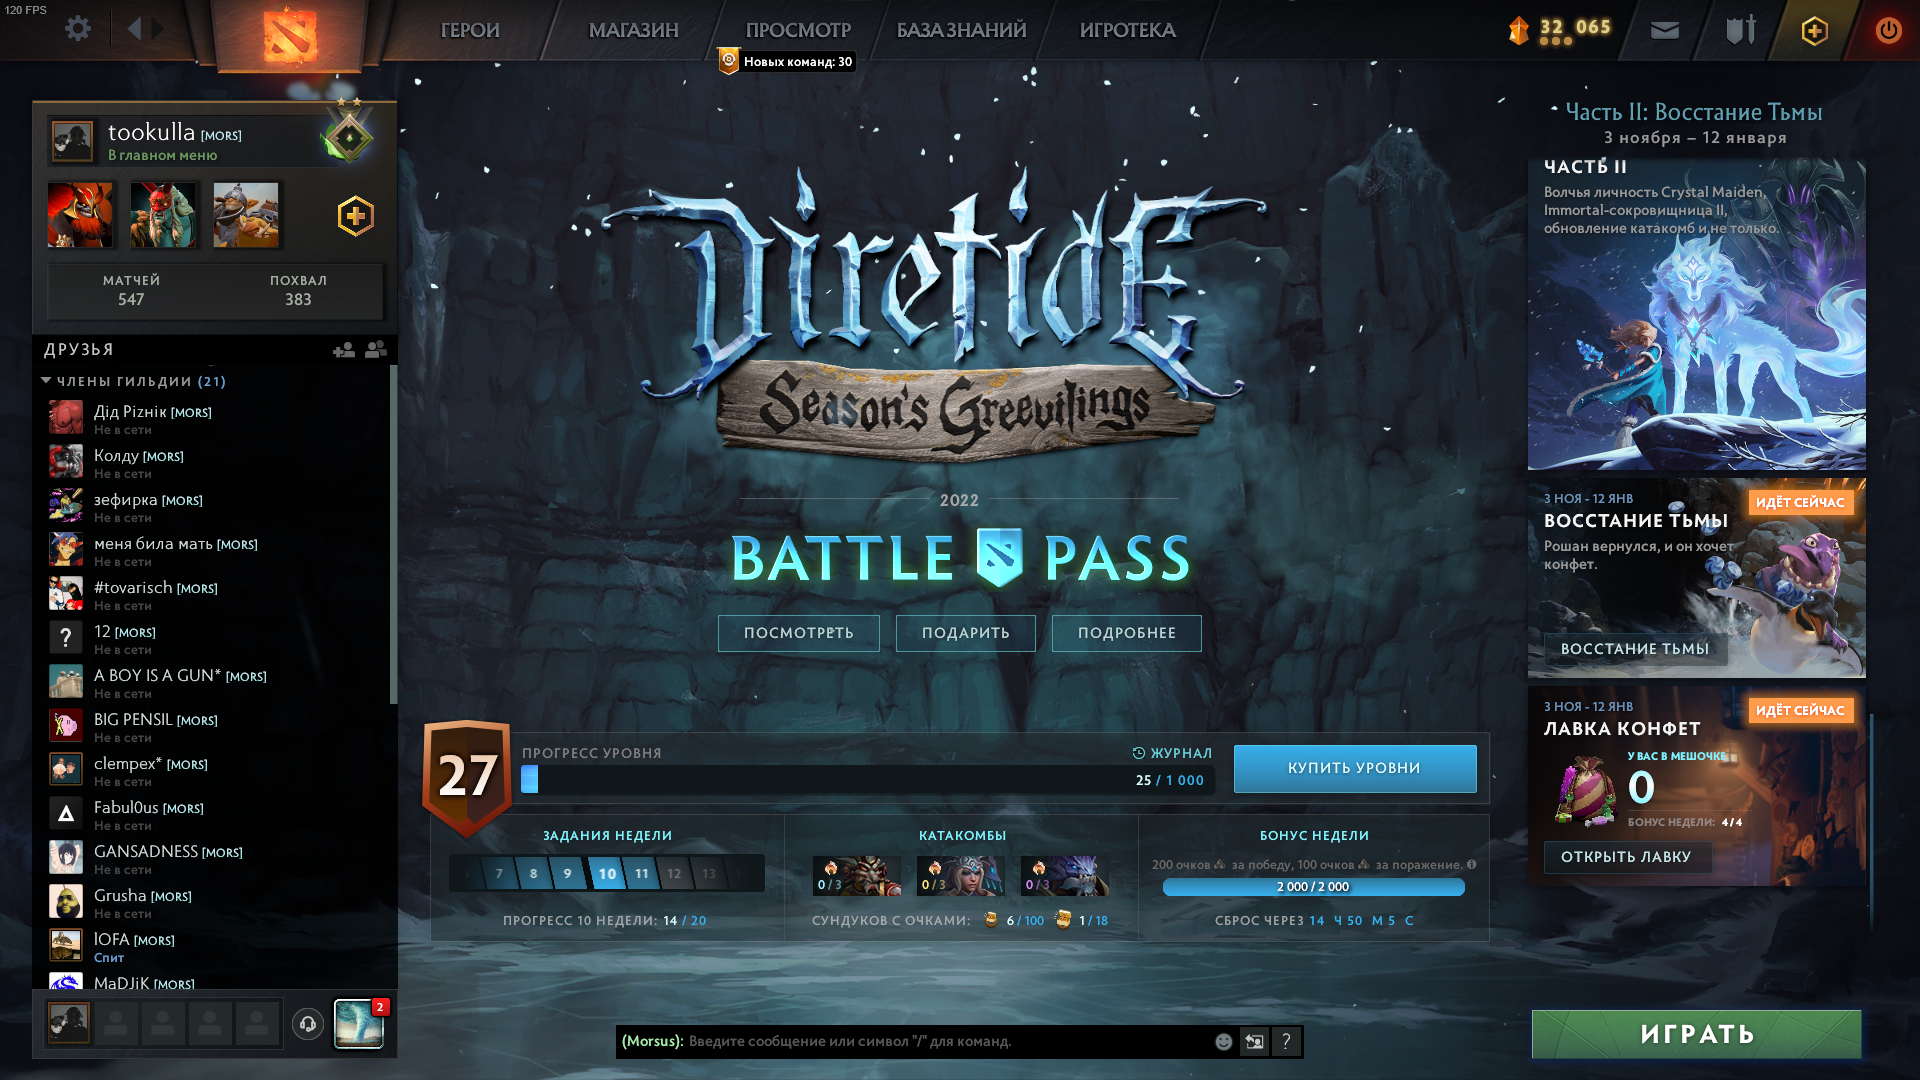 120 FPS
ГЕРОИ
МАГАЗИН
ПРОСМОТР
БАЗА ЗНАНИЙ
ИГРОТЕКА
32 065
Новых команд: 30
tookulla [MORS]
В главном меню
МАТЧЕЙ
547
ПОХВАЛ
383
ДРУЗЬЯ
ЧЛЕНЫ ГИЛЬДИИ (21)
Дід Різнік [MORS]
Не в сети
Колду [MORS]
Не в сети
зефирка [MORS]
Не в сети
меня била мать [MORS]
Не в сети
#tovarisch [MORS]
Не в сети
?
12 [MORS]
Не в сети
A BOY IS A GUN* [MORS]
Не в сети
BIG PENSIL [MORS]
Не в сети
clempex* [MORS]
Не в сети
Fabul0us [MORS]
Не в сети
GANSADNESS [MORS]
Не в сети
Grusha [MORS]
Не в сети
lOFA [MORS]
Спит
MaDJiK [MORS]
2
Diretide
Season's Greevilings
2022
BATTLE PASS
ПОСМОТРЕТЬ
ПОДАРИТЬ
ПОДРОБНЕЕ
27
ПРОГРЕСС УРОВНЯ
ЖУРНАЛ
25 / 1 000
КУПИТЬ УРОВНИ
ЗАДАНИЯ НЕДЕЛИ
7 8 9 10 11 12 13
ПРОГРЕСС 10 НЕДЕЛИ: 14 / 20
КАТАКОМБЫ
0 / 3
0 / 3
0 / 3
СУНДУКОВ С ОЧКАМИ: 6 / 100 1 / 18
БОНУС НЕДЕЛИ
200 очков за победу, 100 очков за поражение.
2 000 / 2 000
СБРОС ЧЕРЕЗ 14 Ч 50 М 5 С
(Morsus): Введите сообщение или символ "/" для команд.
?
Часть II: Восстание Тьмы
3 ноября – 12 января
ЧАСТЬ II
Волчья личность Crystal Maiden,
Immortal-сокровищница II,
обновление катакомб и не только.
3 НОЯ - 12 ЯНВ
ИДЁТ СЕЙЧАС
ВОССТАНИЕ ТЬМЫ
Рошан вернулся, и он хочет
конфет.
ВОССТАНИЕ ТЬМЫ
3 НОЯ - 12 ЯНВ
ИДЁТ СЕЙЧАС
ЛАВКА КОНФЕТ
У ВАС В МЕШОЧКЕ
0
БОНУС НЕДЕЛИ: 4/4
ОТКРЫТЬ ЛАВКУ
ИГРАТЬ